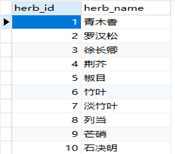 herb_id herb_name
1 青木香
2 罗汉松
3 徐长卿
4 荆芥
5 椒目
6 竹叶
7 淡竹叶
8 列当
9 芒硝
10 石决明